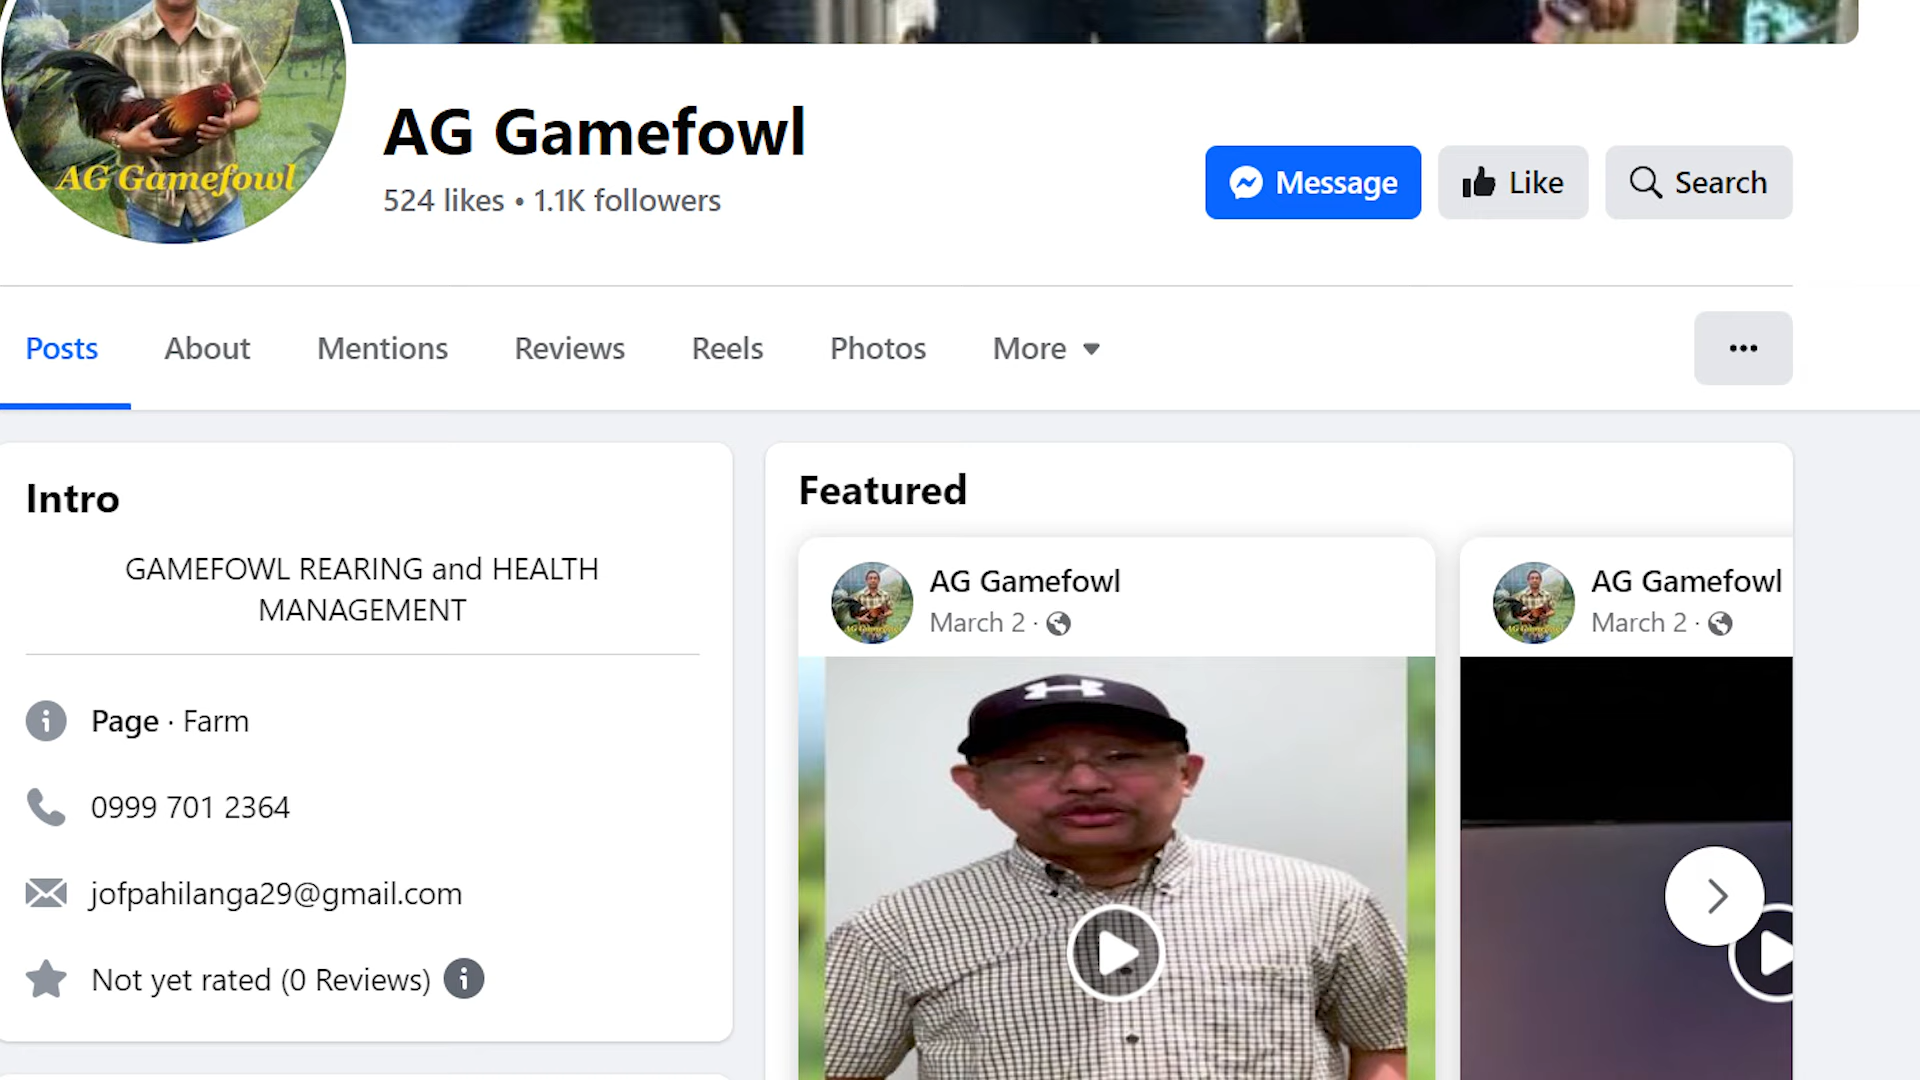 AG Gamefowl
AG Gamefowl
524 likes • 1.1K followers
Message
Like
Search
Posts
About
Mentions
Reviews
Reels
Photos
More
Intro
GAMEFOWL REARING and HEALTH
MANAGEMENT
Page · Farm
0999 701 2364
jofpahilanga29@gmail.com
Not yet rated (0 Reviews)
Featured
AG Gamefowl
March 2 ·
AG Gamefowl
March 2 ·